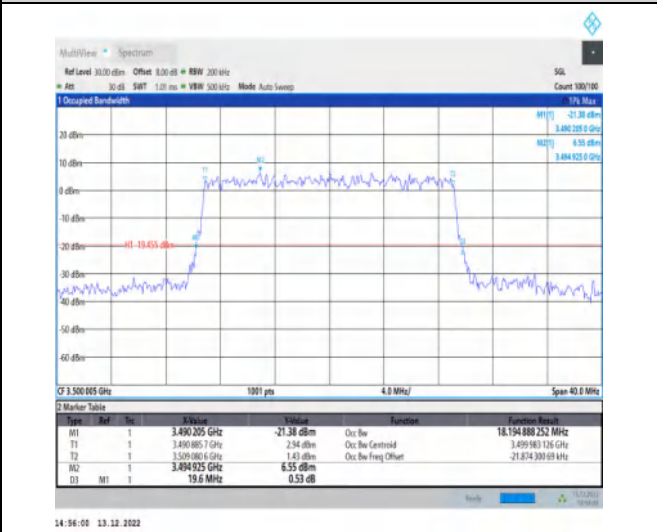 MultiView Spectrum
Ref Level 30.00 dBm Offset 8.00 dB RBW 200 kHz SGL
Att 30 dB SWT 1.01 ms VBW 500 kHz Mode Auto Sweep Count 100/100
1 Occupied Bandwidth 1Pk Max
M1[1] -21.38 dBm
3.490 205 0 GHz
M2[1] 6.55 dBm
3.494 925 0 GHz
20 dBm
10 dBm
0 dBm
-10 dBm
-20 dBm
H1 -19.455 dBm
-30 dBm
-40 dBm
-50 dBm
-60 dBm
T1
M2
T2
CF 3.500 005 GHz 1001 pts 4.0 MHz/ Span 40.0 MHz
2 Marker Table
Type Ref Trc X-Value Y-Value Function Function Result
M1 1 3.490 205 GHz -21.38 dBm Occ Bw 18.194 888 252 MHz
T1 1 3.490 885 7 GHz 2.94 dBm Occ Bw Centroid 3.499 983 126 GHz
T2 1 3.509 080 6 GHz 1.43 dBm Occ Bw Freq Offset -21.874 300 69 kHz
M2 1 3.494 925 GHz 6.55 dBm
D3 M1 1 19.6 MHz 0.53 dB
Ready
14:56:00 13.12.2022